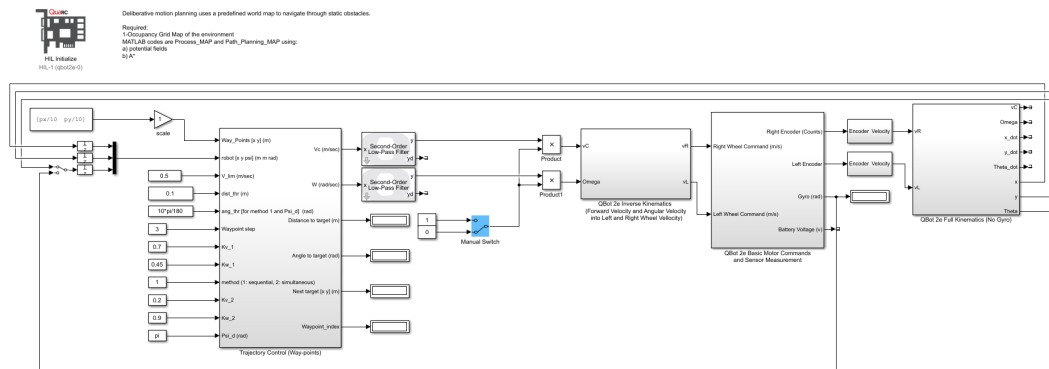 QUARC
HIL Initialize
HIL-1 (qbot2e-0)
Deliberative motion planning uses a predefined world map to navigate through static obstacles.
Required:
1-Occupancy Grid Map of the environment
MATLAB codes are Process_MAP and Path_Planning_MAP using:
a) potential fields
b) A*
[px/10 py/10]
1
scale
0.5
0.1
10*pi/180
3
0.7
0.45
1
0.2
0.9
pi
Way_Points [x y] (m)
robot [x y psi] (m m rad)
V_lim (m/sec)
dist_thr (m)
ang_thr [for method 1 and Psi_d] (rad)
Waypoint step
Kv_1
Kw_1
method (1: sequential, 2: simultaneous)
Kv_2
Kw_2
Psi_d (rad)
Vc (m/sec)
W (rad/sec)
Distance to target (m)
Angle to target (rad)
Next target [x y] (m)
Waypoint_index
Trajectory Control (Way-points)
x
Second-Order
Low-Pass Filter
y
yd
x
Second-Order
Low-Pass Filter
y
yd
1
0
Manual Switch
×
Product
×
Product1
vC
Omega
vR
vL
QBot 2e Inverse Kinematics
(Forward Velocity and Angular Velocity
into Left and Right Wheel Velocity)
Right Wheel Command (m/s)
Left Wheel Command (m/s)
Right Encoder (Counts)
Left Encoder
Gyro (rad)
Battery Voltage (v)
QBot 2e Basic Motor Commands
and Sensor Measurement
Encoder Velocity
Encoder Velocity
vR
vL
vC
Omega
x_dot
y_dot
Theta_dot
x
y
Theta
QBot 2e Full Kinematics (No Gyro)